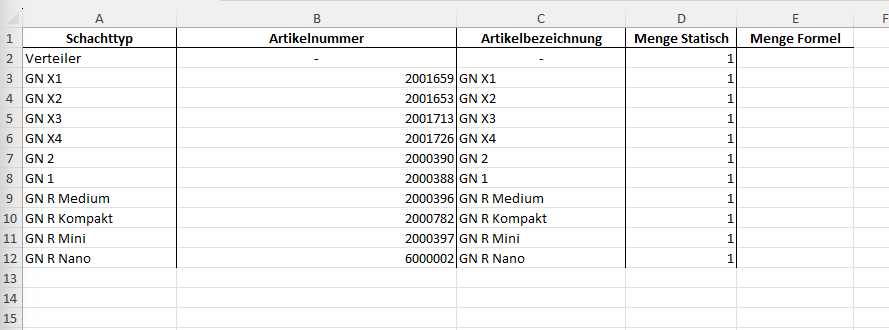 A B C D E F
1 Schachttyp Artikelnummer Artikelbezeichnung Menge Statisch Menge Formel
2 Verteiler - - 1
3 GN X1 2001659 GN X1 1
4 GN X2 2001653 GN X2 1
5 GN X3 2001713 GN X3 1
6 GN X4 2001726 GN X4 1
7 GN 2 2000390 GN 2 1
8 GN 1 2000388 GN 1 1
9 GN R Medium 2000396 GN R Medium 1
10 GN R Kompakt 2000782 GN R Kompakt 1
11 GN R Mini 2000397 GN R Mini 1
12 GN R Nano 6000002 GN R Nano 1
13
14
15